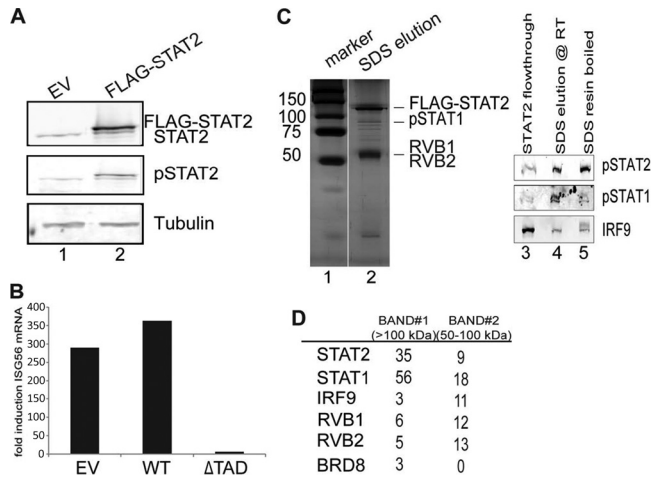 A
EV
FLAG-STAT2
FLAG-STAT2
STAT2
pSTAT2
Tubulin
1 2
B
fold induction ISG56 mRNA
400
350
300
250
200
150
100
50
0
EV WT ΔTAD
C
marker
SDS elution
150
100
75
50
FLAG-STAT2
pSTAT1
RVB1
RVB2
1 2
STAT2 flowthrough
SDS elution @ RT
SDS resin boiled
pSTAT2
pSTAT1
IRF9
3 4 5
D
BAND#1 BAND#2
(>100 kDa) (50-100 kDa)
STAT2 35 9
STAT1 56 18
IRF9 3 11
RVB1 6 12
RVB2 5 13
BRD8 3 0